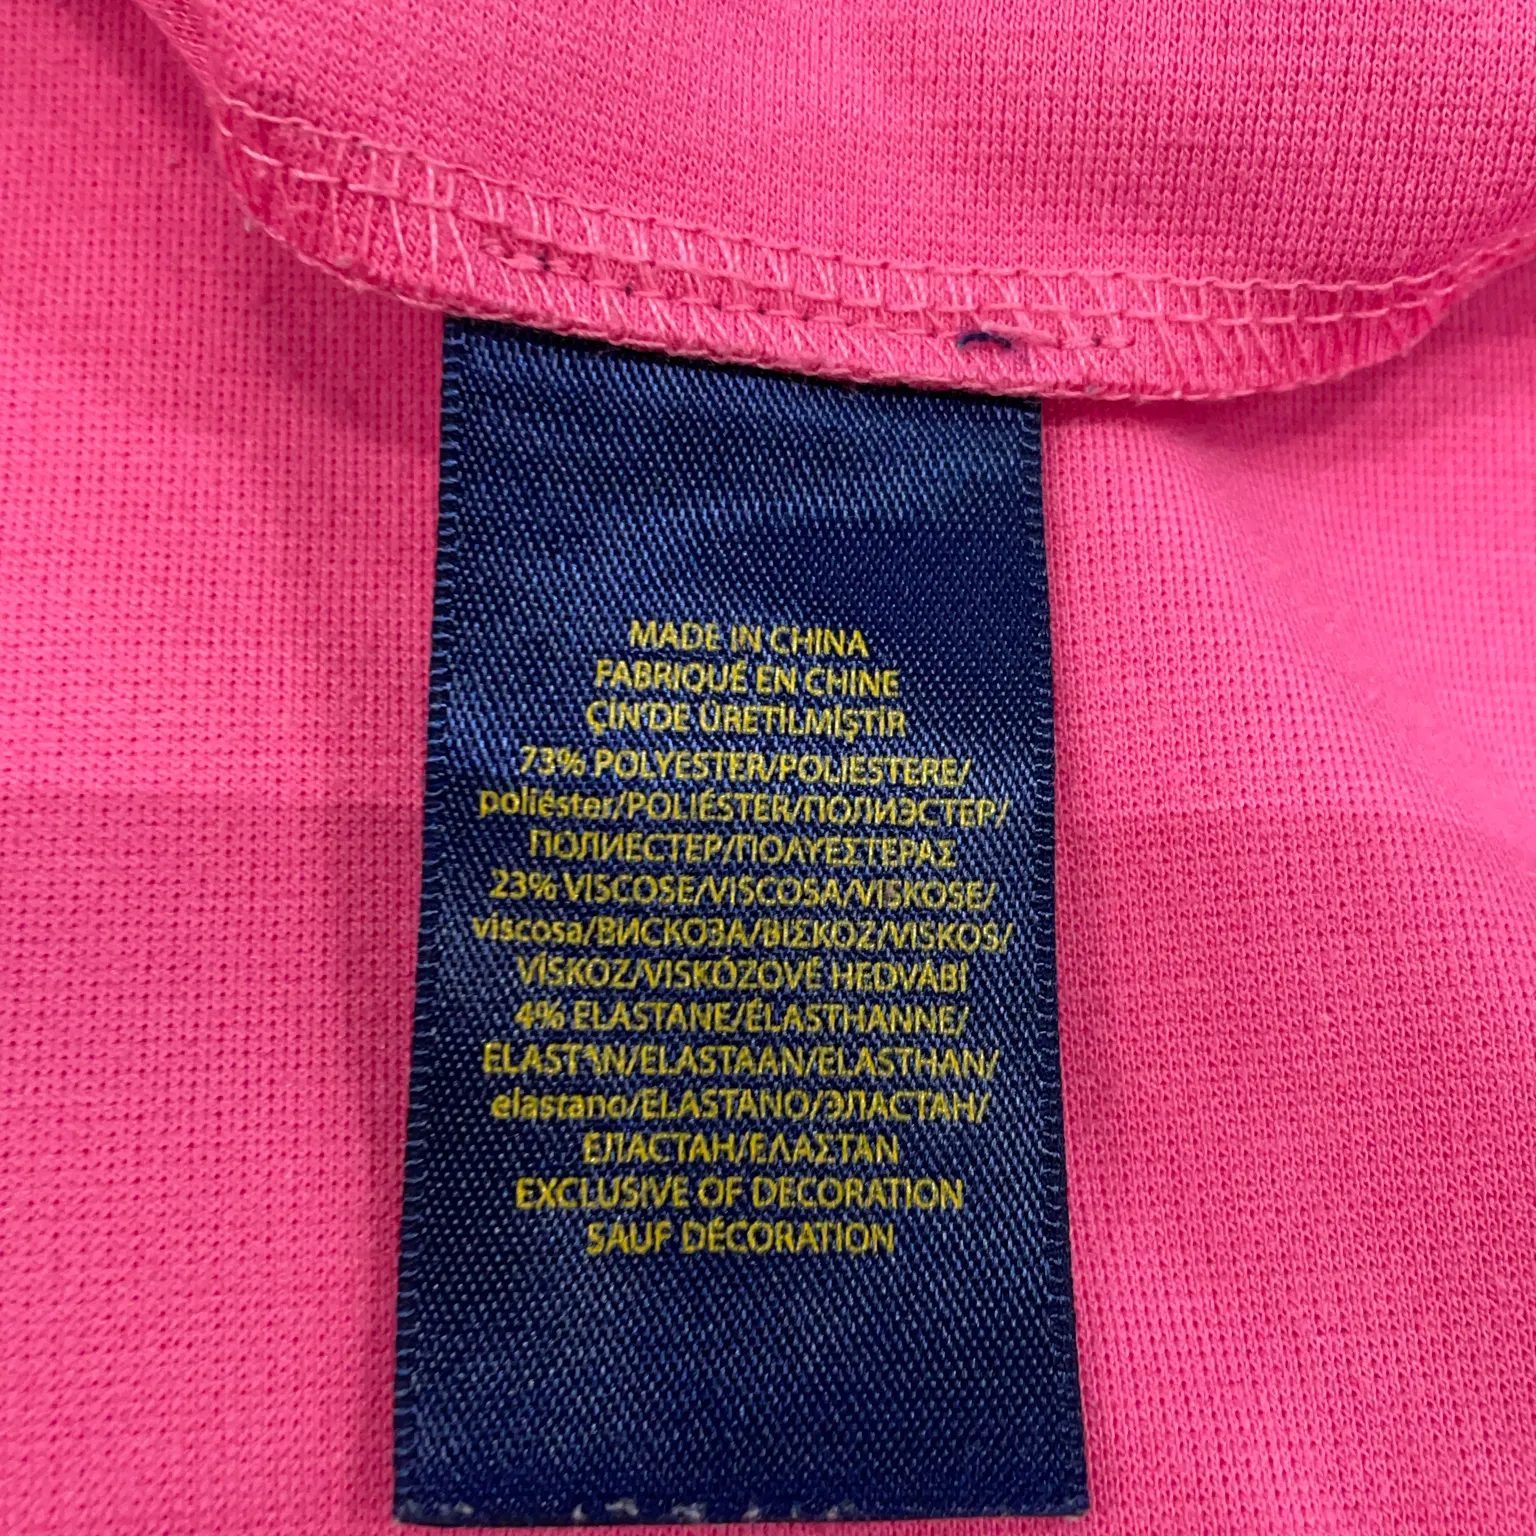 MADE IN CHINA
FABRIQUÉ EN CHINE
ÇİN'DE ÜRETİLMİŞTİR
73% POLYESTER/POLIESTERE/
poliéster/POLIÉSTER/ПОЛИЭСТЕР/
ПОЛИЕСТЕР/ΠΟΛΥΕΣΤΕΡΑΣ
23% VISCOSE/VISCOSA/VISKOSE/
viscosa/ВИСКОЗА/ΒΙΣΚΟΖ/VISKOS/
VİSKOZ/VISKÓZOVÉ HEDVÁBÍ
4% ELASTANE/ÉLASTHANNE/
ELASTAN/ELASTAAN/ELASTHAN/
elastano/ELASTANO/ЭЛАСТАН/
ЕЛАСТАН/ΕΛΑΣΤΑΝ
EXCLUSIVE OF DECORATION
SAUF DÉCORATION